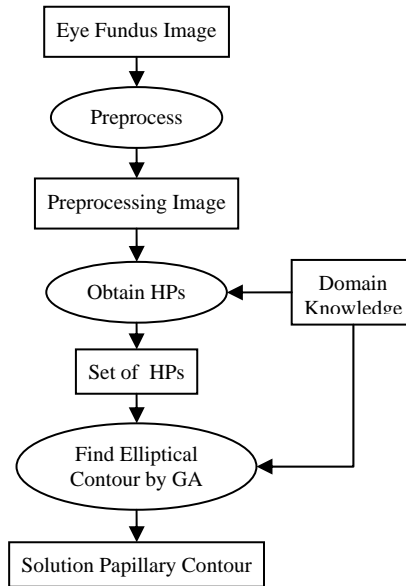 Eye Fundus Image
Preprocess
Preprocessing Image
Obtain HPs
Domain
Knowledge
Set of HPs
Find Elliptical
Contour by GA
Solution Papillary Contour